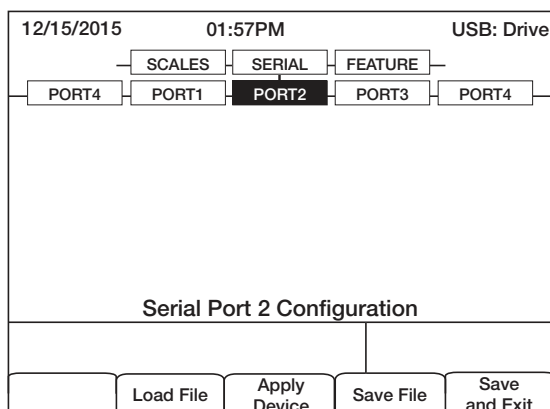 12/15/2015 01:57PM USB: Drive
SCALES SERIAL FEATURE
PORT4 PORT1 PORT2 PORT3 PORT4
Serial Port 2 Configuration
Load File
Apply
Device
Save File
Save
and Exit